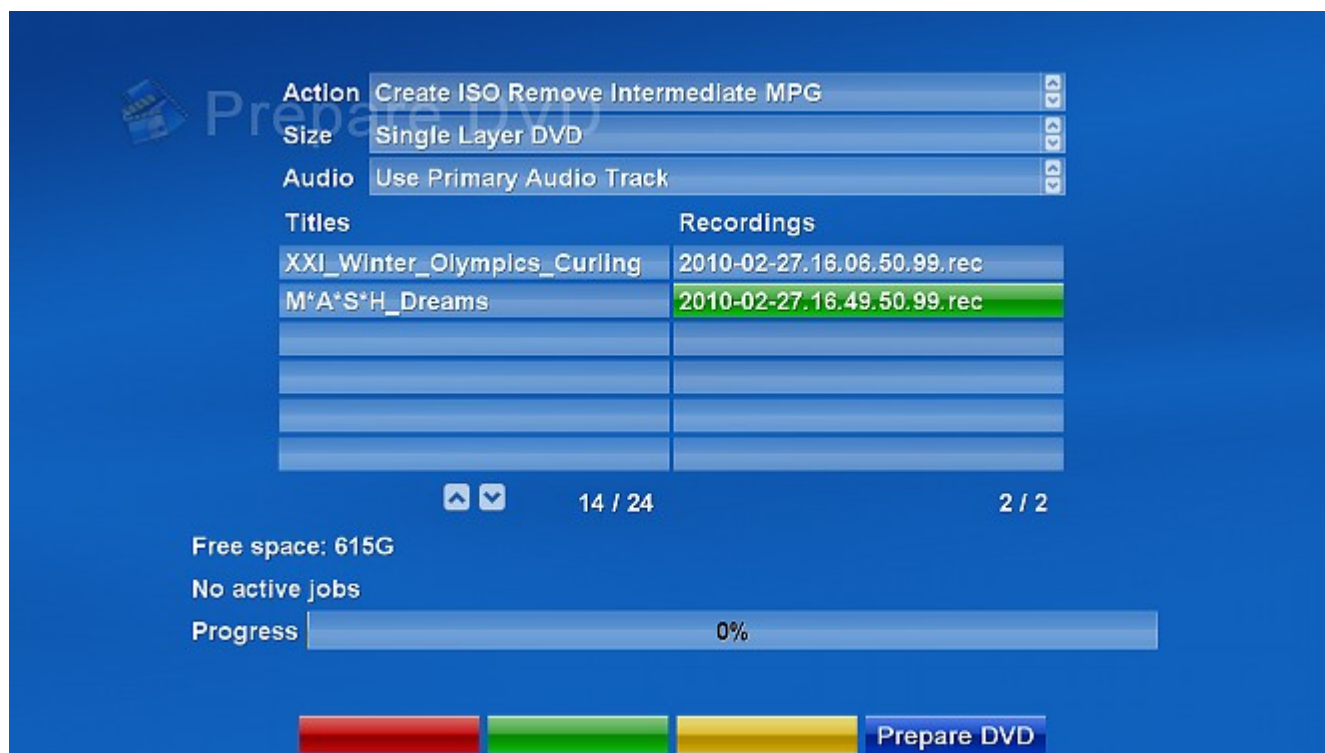 Prepare DVD
Action Create ISO Remove Intermediate MPG
Size Single Layer DVD
Audio Use Primary Audio Track
Titles Recordings
XXI_Winter_Olympics_Curling 2010-02-27.16.06.50.99.rec
M*A*S*H_Dreams 2010-02-27.16.49.50.99.rec
14 / 24 2 / 2
Free space: 615G
No active jobs
Progress 0%
Prepare DVD